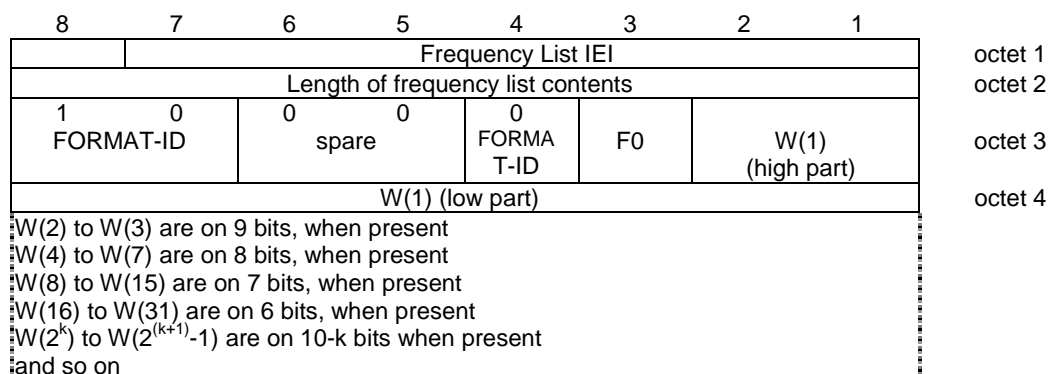 8 7 6 5 4 3 2 1
Frequency List IEI octet 1
Length of frequency list contents octet 2
1 0 0 0 0
FORMAT-ID spare FORMA F0 W(1) octet 3
T-ID (high part)
W(1) (low part) octet 4
W(2) to W(3) are on 9 bits, when present
W(4) to W(7) are on 8 bits, when present
W(8) to W(15) are on 7 bits, when present
W(16) to W(31) are on 6 bits, when present
W(2^k) to W(2^(k+1)-1) are on 10-k bits when present
and so on